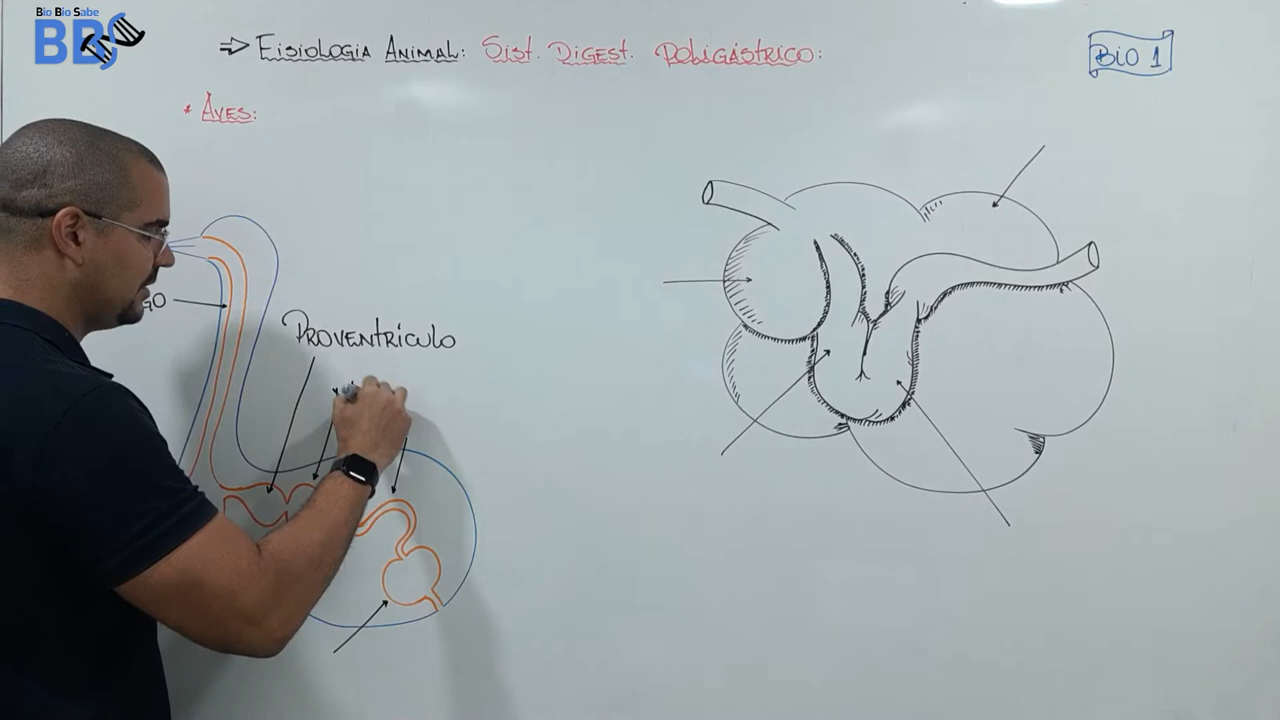 Bio Bio Sabe
BBS
⇒ Fisiologia Animal: Sist. Digest. Poligástrico:
Bio 1
* Aves:
Proventrículo